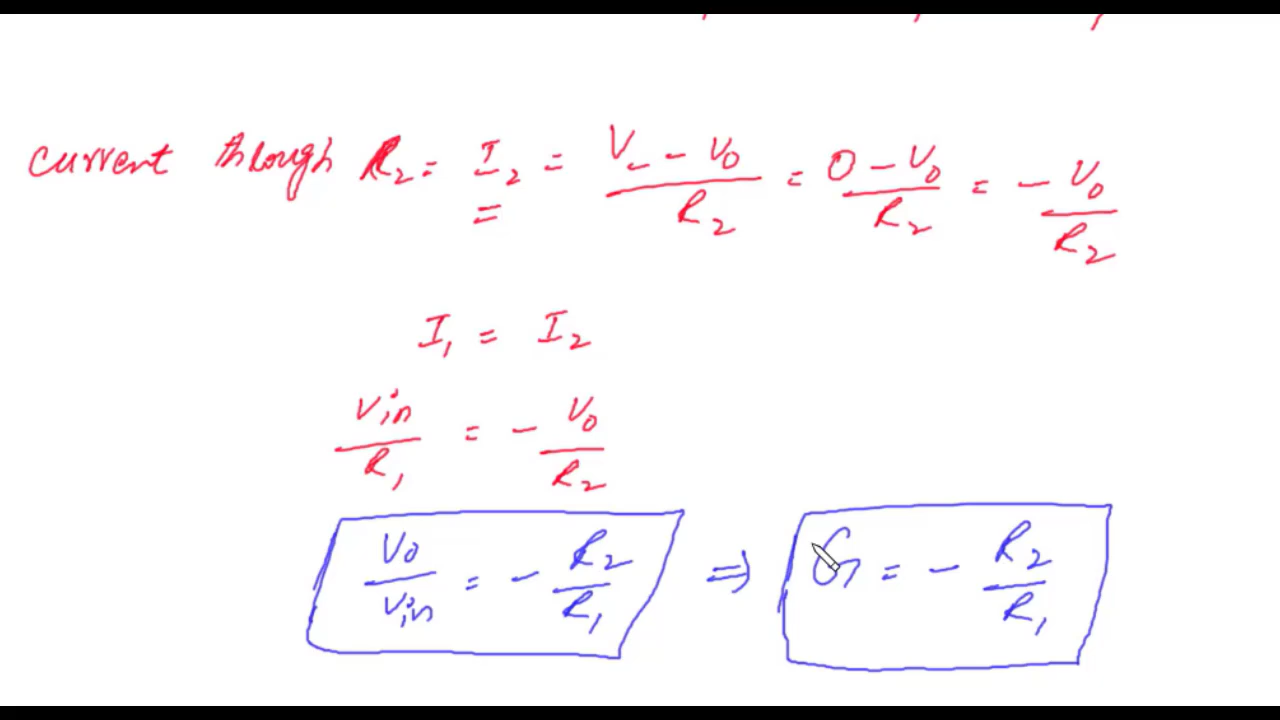 current through R₂ = I₂ = (V₋ - V₀)/R₂ = (0 - V₀)/R₂ = - V₀/R₂
I₁ = I₂
Vin/R₁ = - V₀/R₂
V₀/Vin = - R₂/R₁ ⇒ G = - R₂/R₁